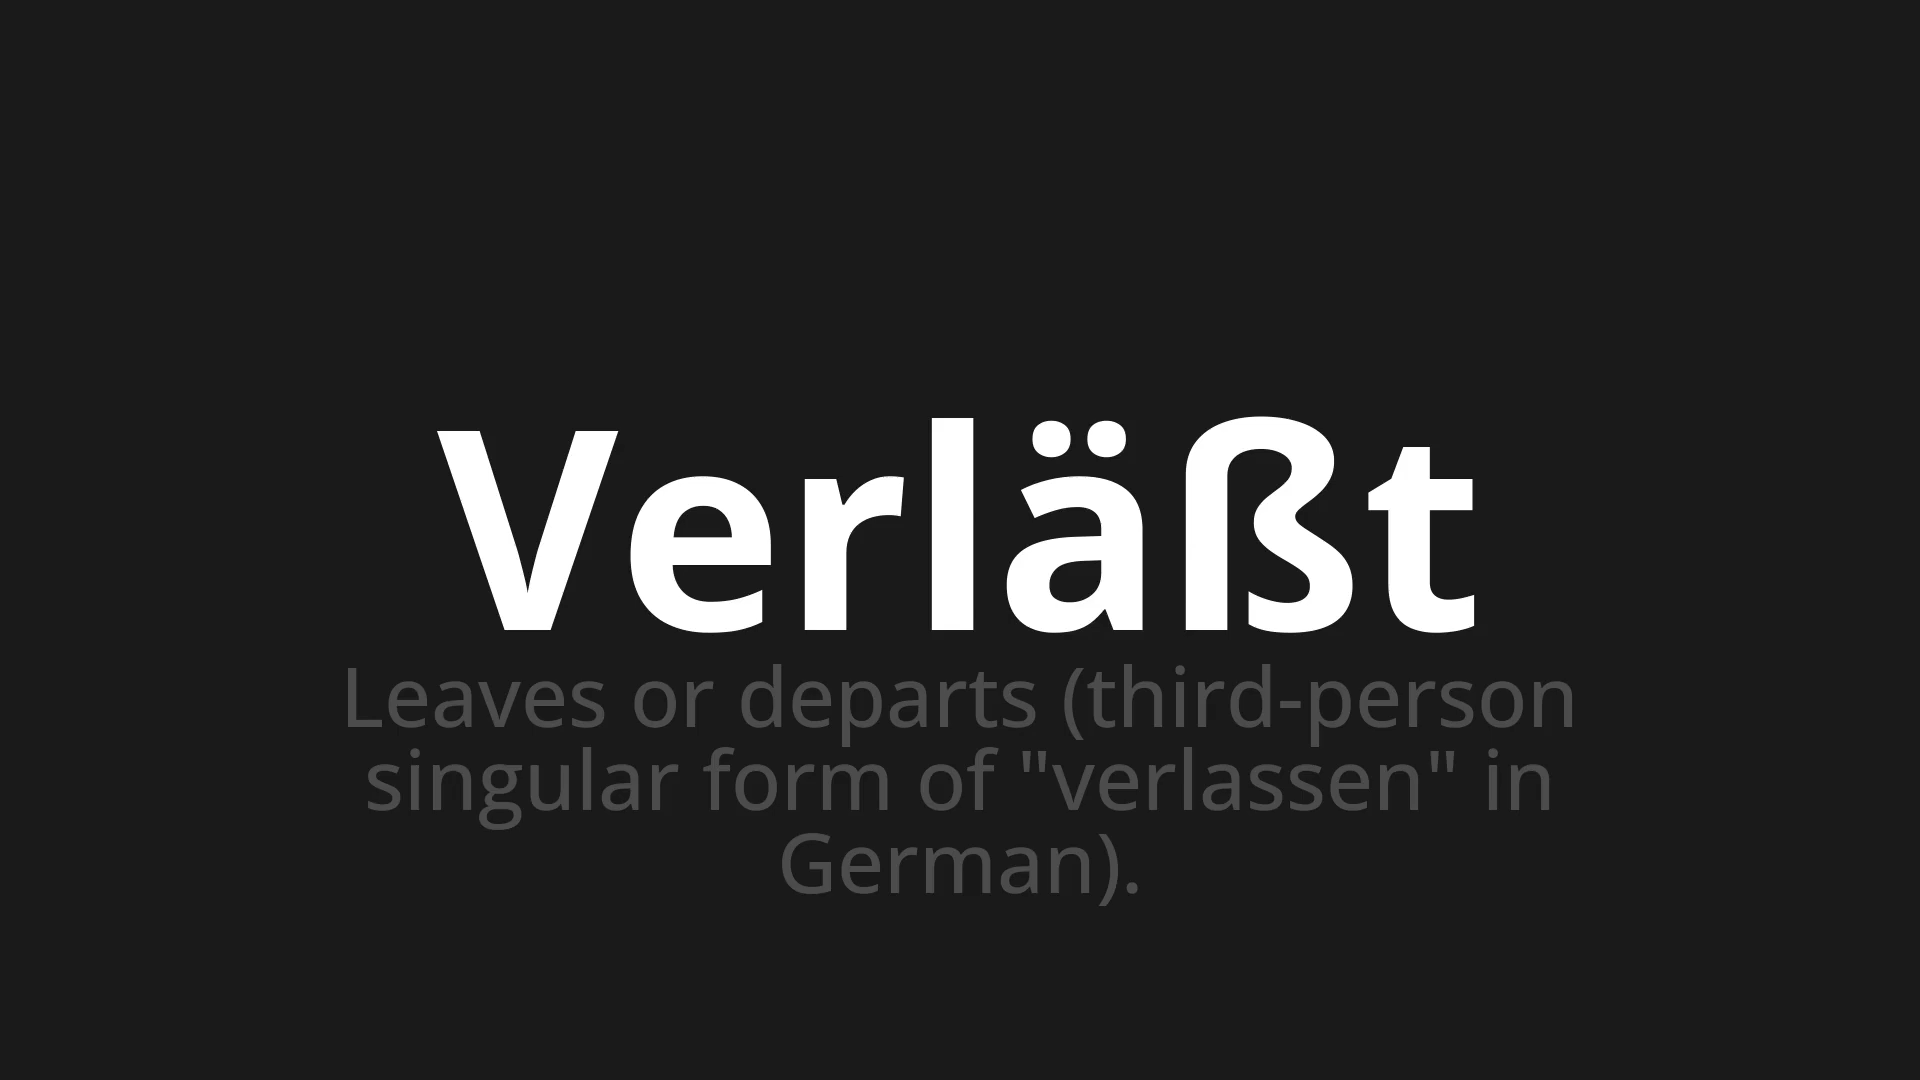 Verläßt
Leaves or departs (third-person
singular form of "verlassen" in
German).